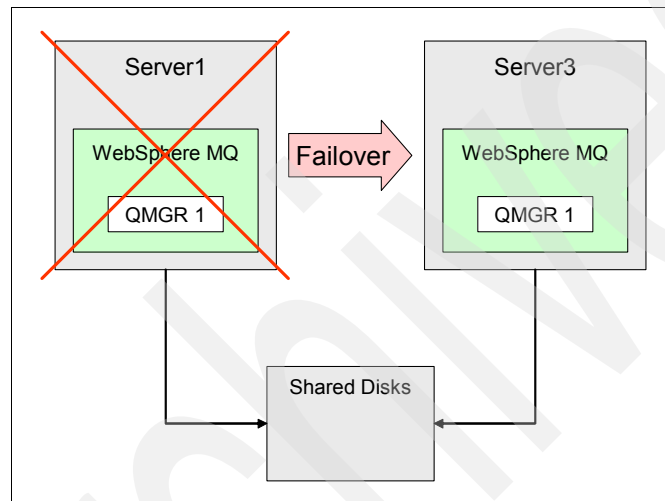 Server1
Server3
WebSphere MQ
Failover
WebSphere MQ
QMGR 1
QMGR 1
Shared Disks